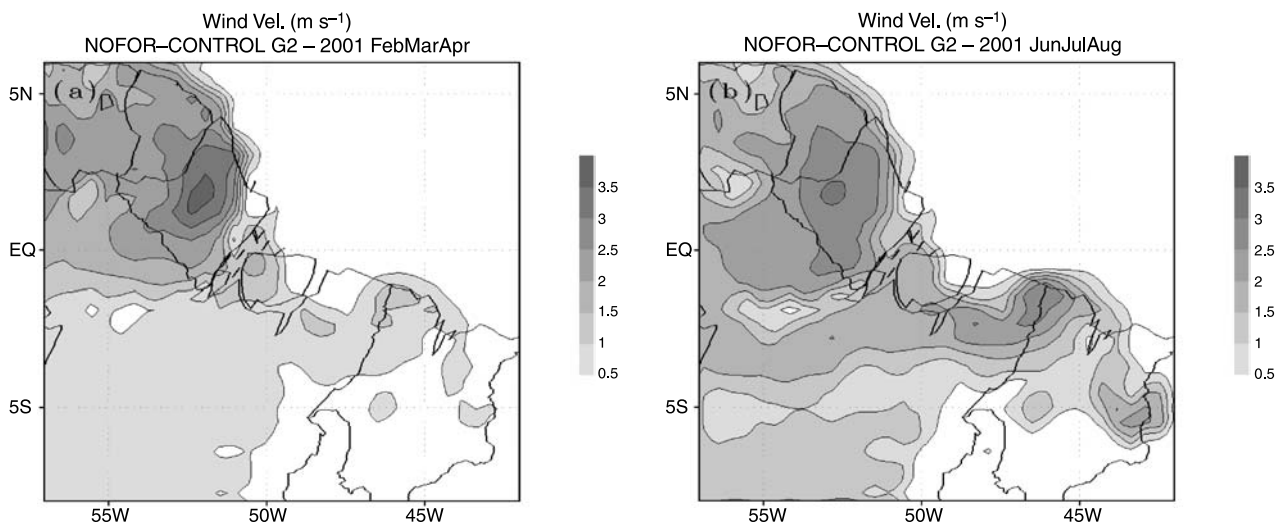 Wind Vel. (m s⁻¹)
NOFOR–CONTROL G2 – 2001 FebMarApr
(a)
5N
EQ
5S
55W 50W 45W
3.5
3
2.5
2
1.5
1
0.5
Wind Vel. (m s⁻¹)
NOFOR–CONTROL G2 – 2001 JunJulAug
(b)
5N
EQ
5S
55W 50W 45W
3.5
3
2.5
2
1.5
1
0.5